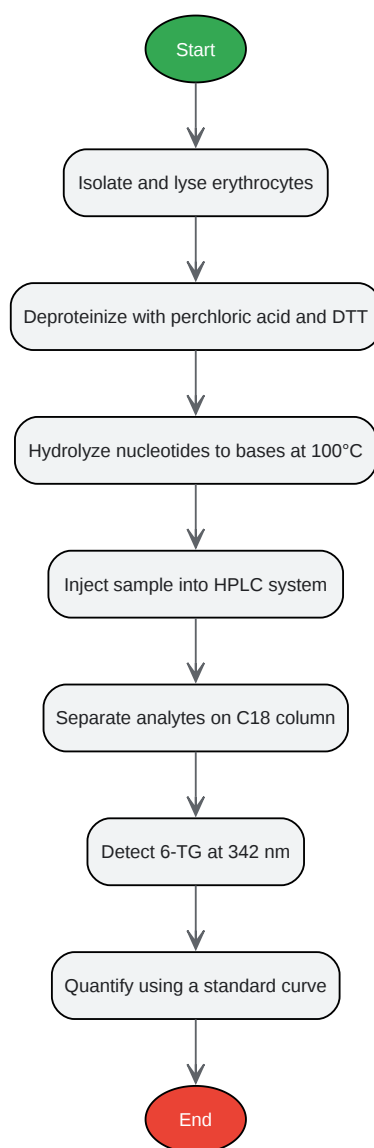 Start
Isolate and lyse erythrocytes
Deproteinize with perchloric acid and DTT
Hydrolyze nucleotides to bases at 100°C
Inject sample into HPLC system
Separate analytes on C18 column
Detect 6-TG at 342 nm
Quantify using a standard curve
End